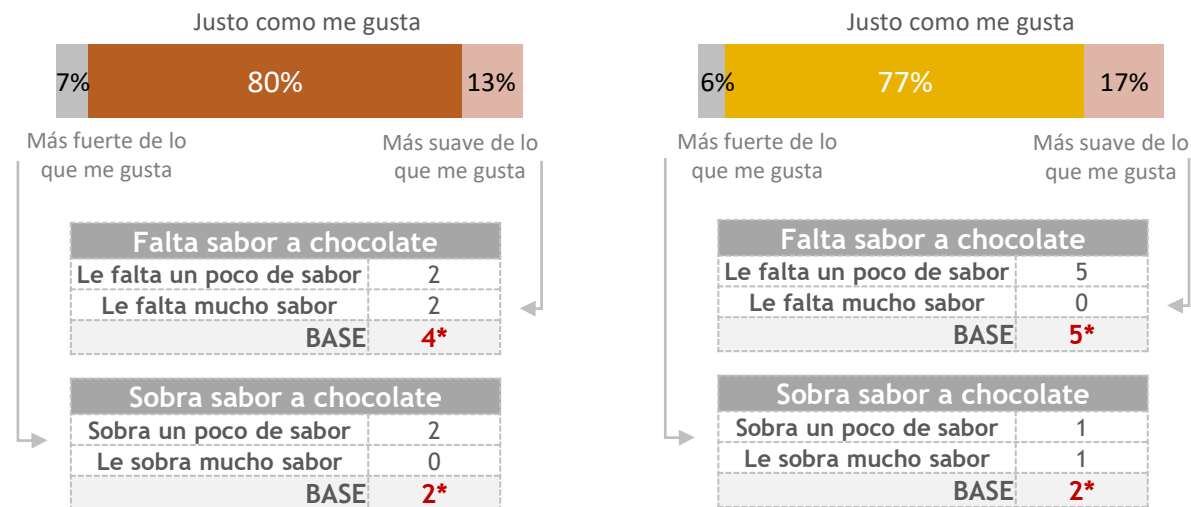 Justo como me gusta
7% 80% 13%
Más fuerte de lo
que me gusta
Más suave de lo
que me gusta
Falta sabor a chocolate
Le falta un poco de sabor 2
Le falta mucho sabor 2
BASE 4*
Sobra sabor a chocolate
Sobra un poco de sabor 2
Le sobra mucho sabor 0
BASE 2*
Justo como me gusta
6% 77% 17%
Más fuerte de lo
que me gusta
Más suave de lo
que me gusta
Falta sabor a chocolate
Le falta un poco de sabor 5
Le falta mucho sabor 0
BASE 5*
Sobra sabor a chocolate
Sobra un poco de sabor 1
Le sobra mucho sabor 1
BASE 2*